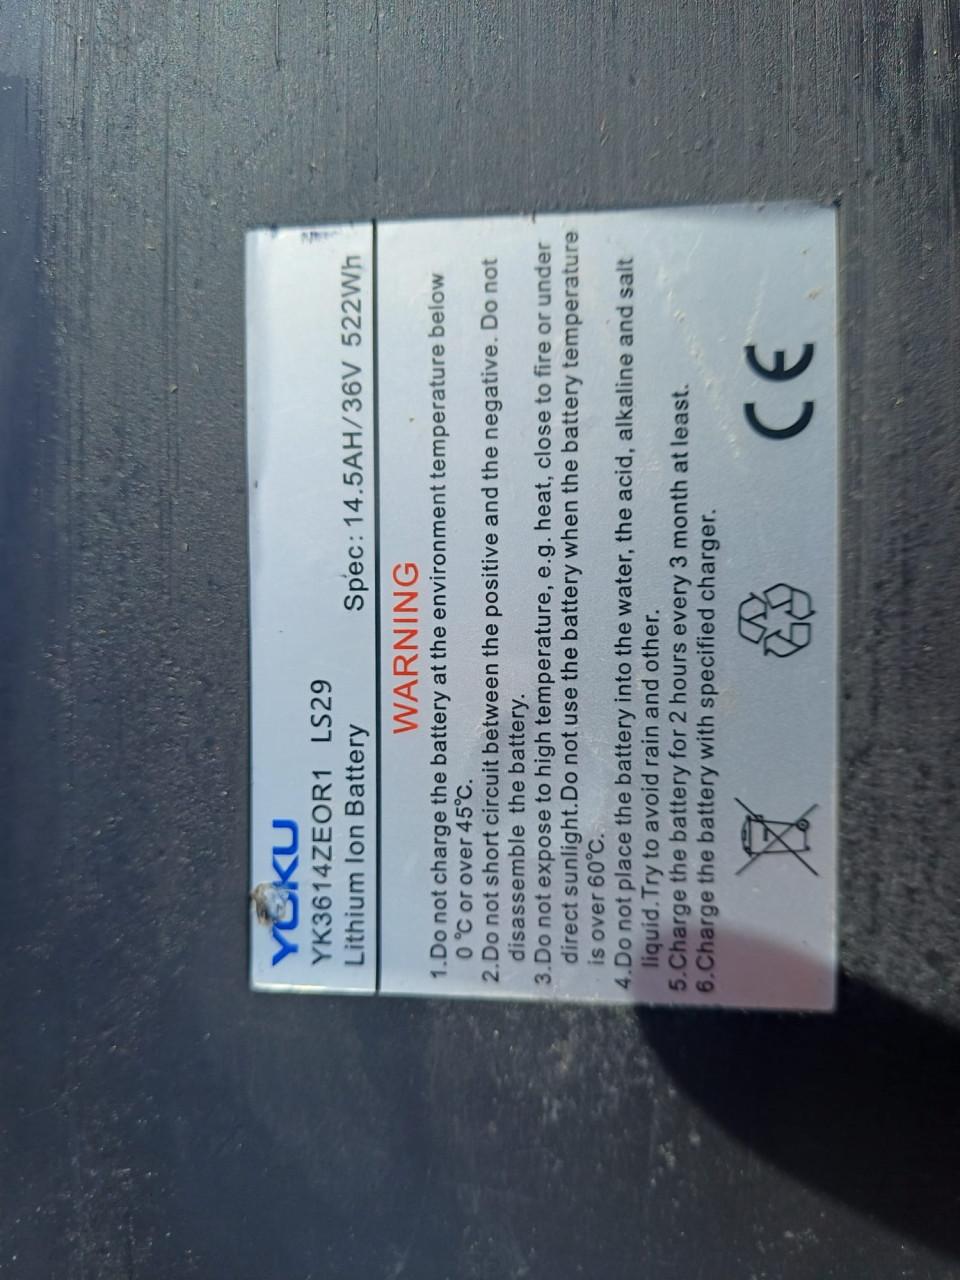 YUKU
YK3614ZEOR1 LS29
Lithium Ion Battery Spec:14.5AH/36V 522Wh
WARNING
1.Do not charge the battery at the environment temperature below
0 °C or over 45°C.
2.Do not short circuit between the positive and the negative. Do not
disassemble the battery.
3.Do not expose to high temperature, e.g. heat, close to fire or under
direct sunlight.Do not use the battery when the battery temperature
is over 60°C.
4.Do not place the battery into the water, the acid, alkaline and salt
liquid.Try to avoid rain and other.
5.Charge the battery for 2 hours every 3 month at least.
6.Charge the battery with specified charger.
CE